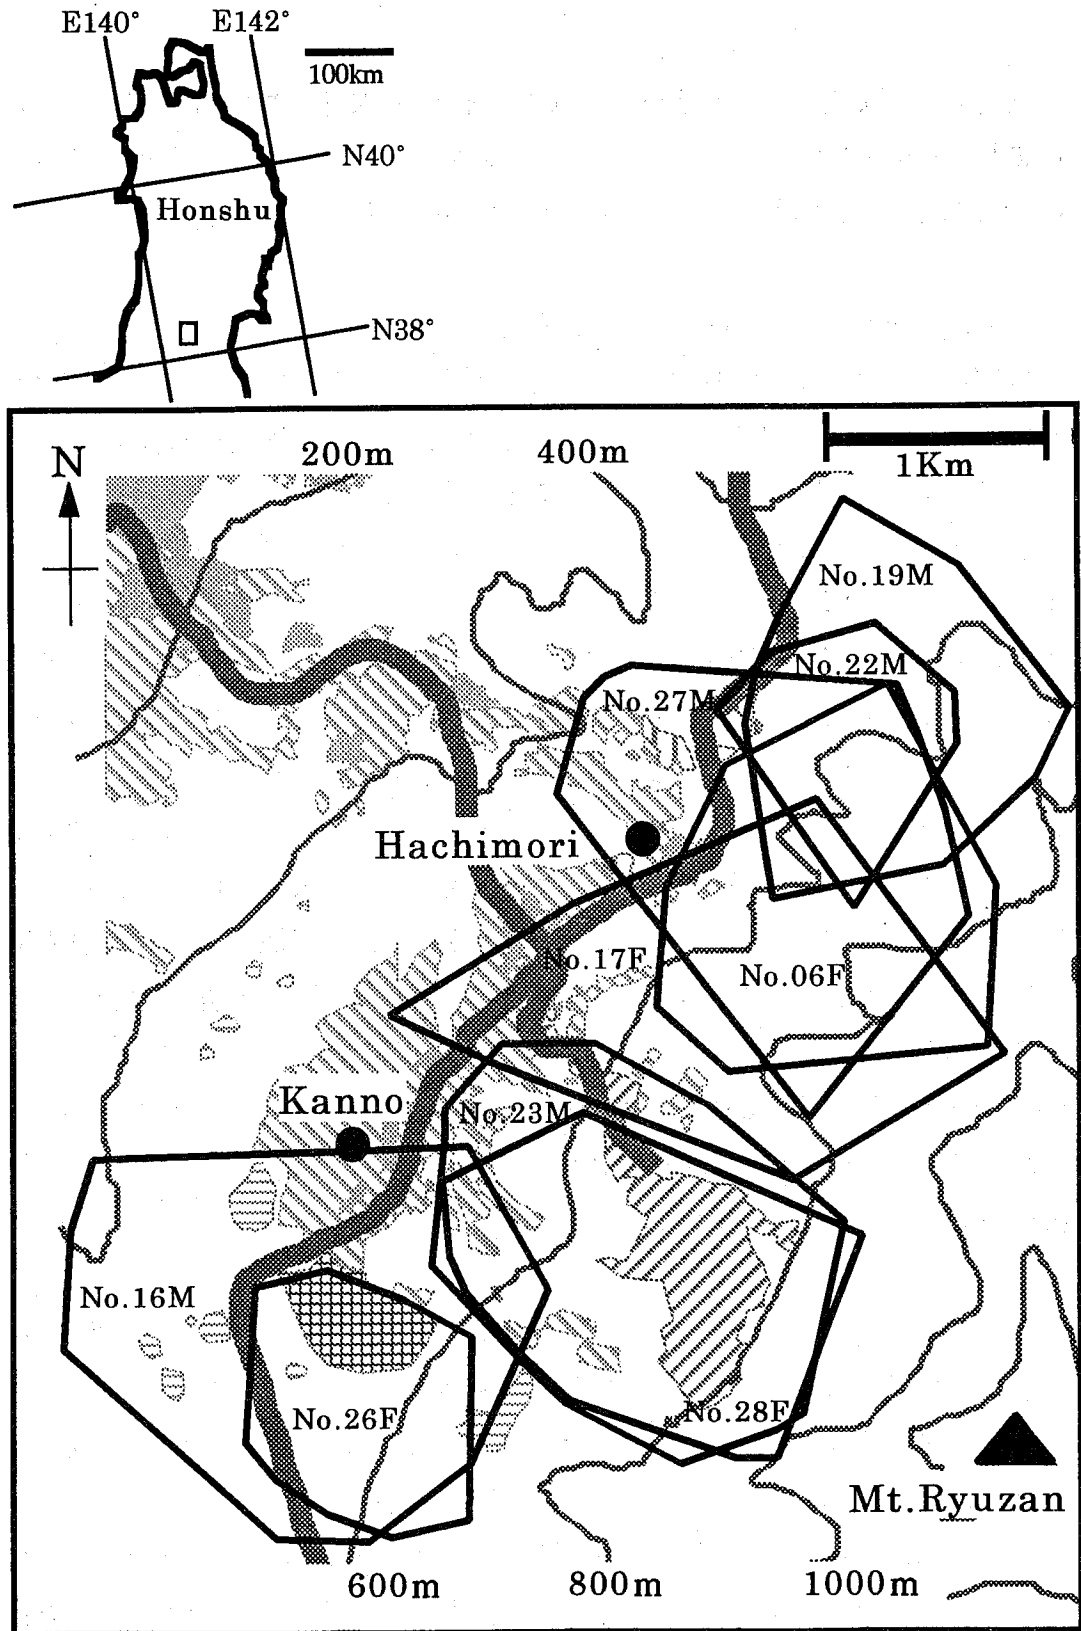 E140° E142°
100km
N40°
Honshu
N38°
N 200m 400m
1Km
No.19M
No.22M
No.27M
Hachimori
No.17F
No.06F
Kanno
No.23M
No.16M
No.26F
No.28F
Mt.Ryuzan
600m 800m 1000m